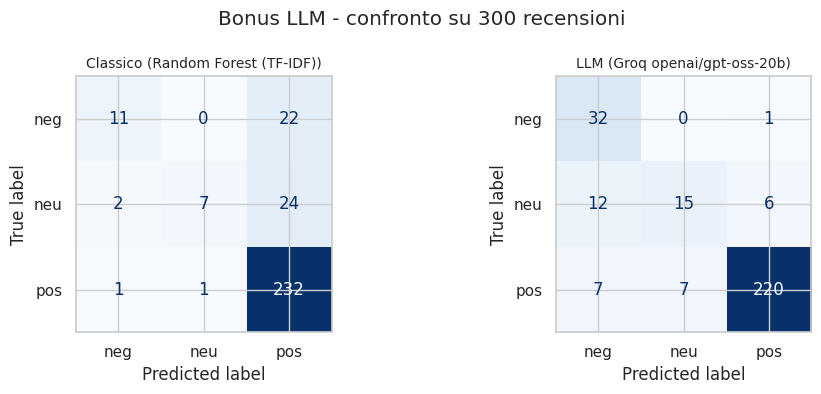 Bonus LLM - confronto su 300 recensioni
Classico (Random Forest (TF-IDF))
neg 11 0 22
neu 2 7 24
pos 1 1 232
neg neu pos
Predicted label
True label
LLM (Groq openai/gpt-oss-20b)
neg 32 0 1
neu 12 15 6
pos 7 7 220
neg neu pos
Predicted label
True label